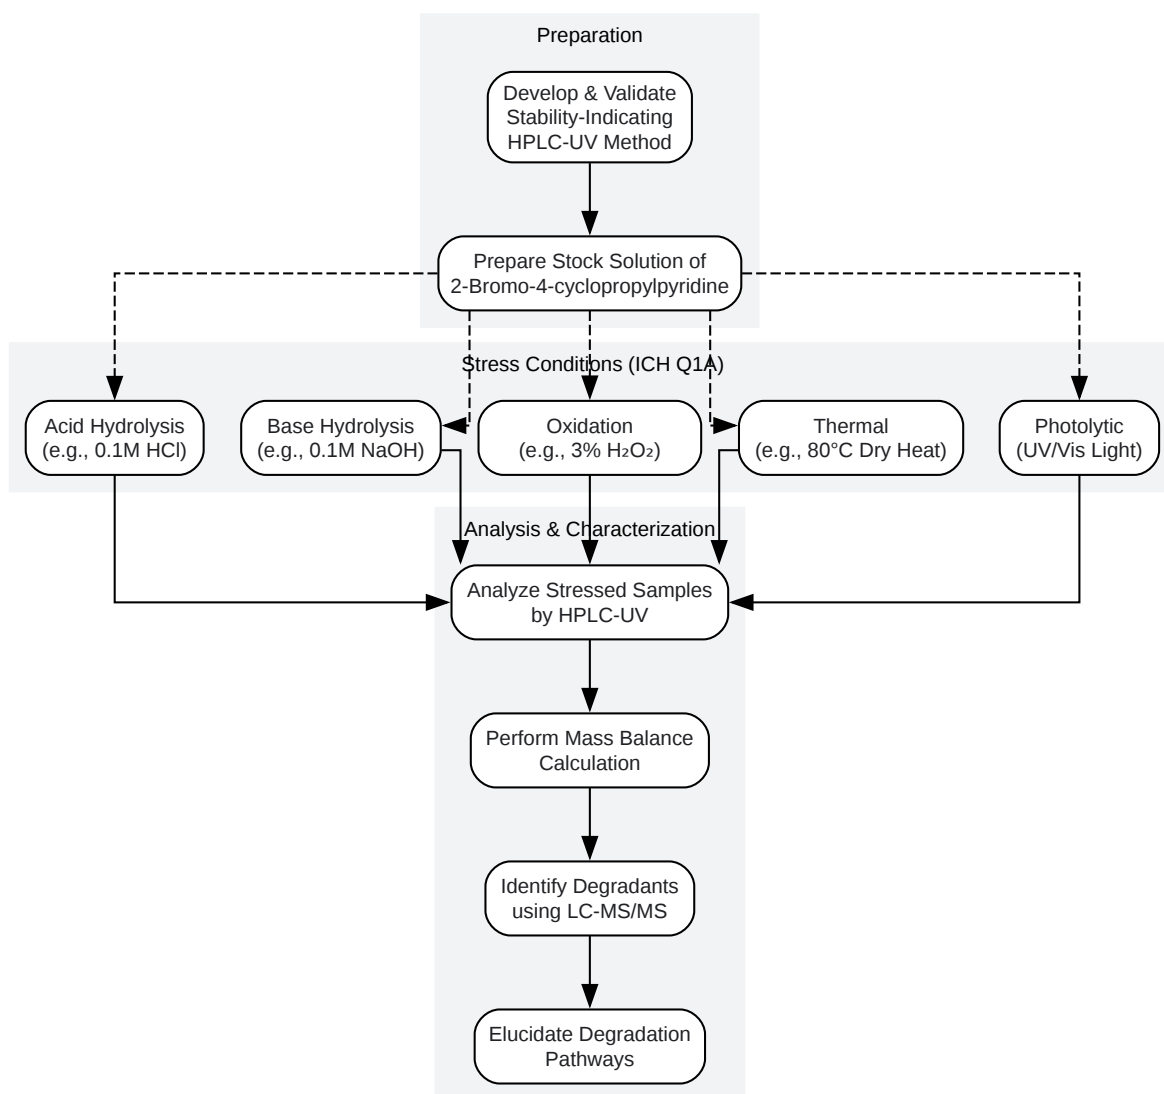 Preparation
Develop & Validate
Stability-Indicating
HPLC-UV Method
Prepare Stock Solution of
2-Bromo-4-cyclopropylpyridine
Stress Conditions (ICH Q1A)
Acid Hydrolysis
(e.g., 0.1M HCl)
Base Hydrolysis
(e.g., 0.1M NaOH)
Oxidation
(e.g., 3% H₂O₂)
Thermal
(e.g., 80°C Dry Heat)
Photolytic
(UV/Vis Light)
Analysis & Characterization
Analyze Stressed Samples
by HPLC-UV
Perform Mass Balance
Calculation
Identify Degradants
using LC-MS/MS
Elucidate Degradation
Pathways